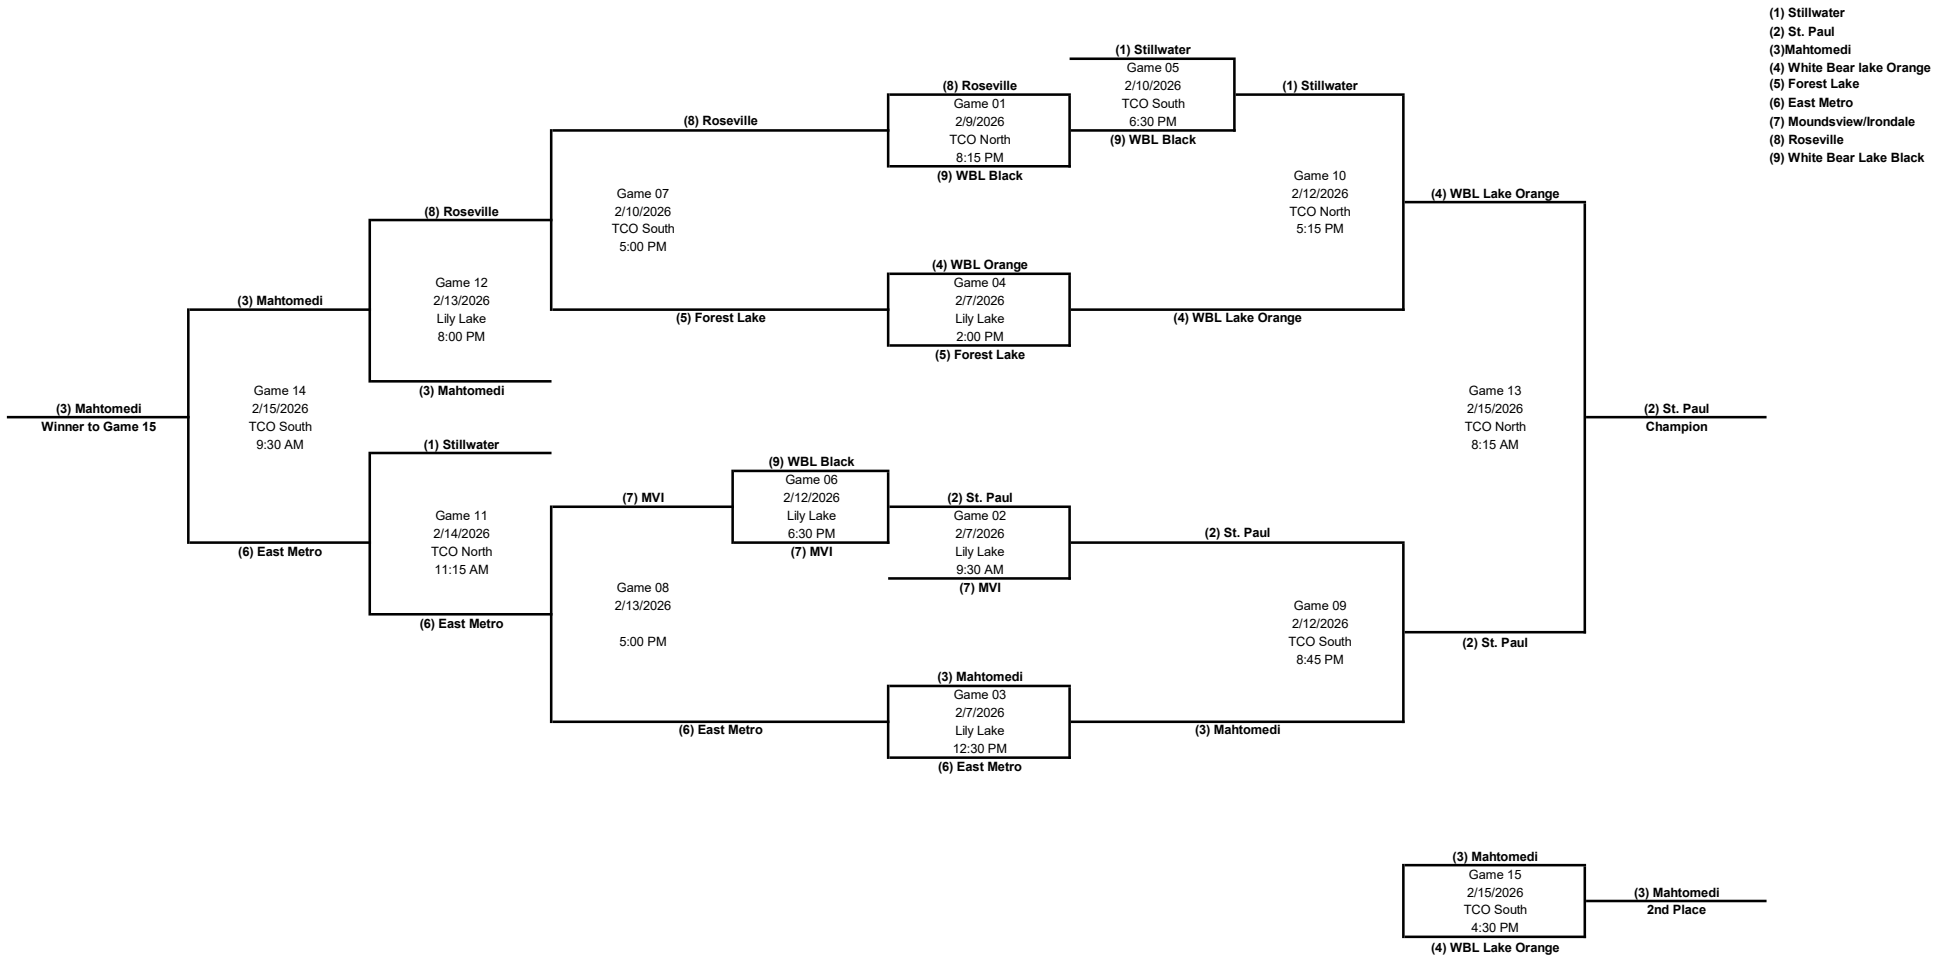 (1) Stillwater
(2) St. Paul
(3)Mahtomedi
(4) White Bear lake Orange
(5) Forest Lake
(6) East Metro
(7) Moundsview/Irondale
(8) Roseville
(9) White Bear Lake Black
(1) Stillwater
Game 05
2/10/2026
TCO South
6:30 PM
(9) WBL Black
(8) Roseville
Game 01
2/9/2026
TCO North
8:15 PM
(9) WBL Black
(1) Stillwater
(8) Roseville
Game 07
2/10/2026
TCO South
5:00 PM
(5) Forest Lake
Game 10
2/12/2026
TCO North
5:15 PM
(4) WBL Lake Orange
(4) WBL Orange
Game 04
2/7/2026
Lily Lake
2:00 PM
(5) Forest Lake
(4) WBL Lake Orange
(8) Roseville
Game 12
2/13/2026
Lily Lake
8:00 PM
(3) Mahtomedi
(3) Mahtomedi
Game 14
2/15/2026
TCO South
9:30 AM
(6) East Metro
(3) Mahtomedi
Winner to Game 15
Game 13
2/15/2026
TCO North
8:15 AM
(2) St. Paul
Champion
(1) Stillwater
Game 11
2/14/2026
TCO North
11:15 AM
(6) East Metro
(9) WBL Black
Game 06
2/12/2026
Lily Lake
6:30 PM
(7) MVI
(7) MVI
Game 08
2/13/2026
5:00 PM
(6) East Metro
(2) St. Paul
Game 02
2/7/2026
Lily Lake
9:30 AM
(7) MVI
(2) St. Paul
Game 09
2/12/2026
TCO South
8:45 PM
(3) Mahtomedi
(2) St. Paul
(3) Mahtomedi
Game 03
2/7/2026
Lily Lake
12:30 PM
(6) East Metro
(3) Mahtomedi
Game 15
2/15/2026
TCO South
4:30 PM
(4) WBL Lake Orange
(3) Mahtomedi
2nd Place